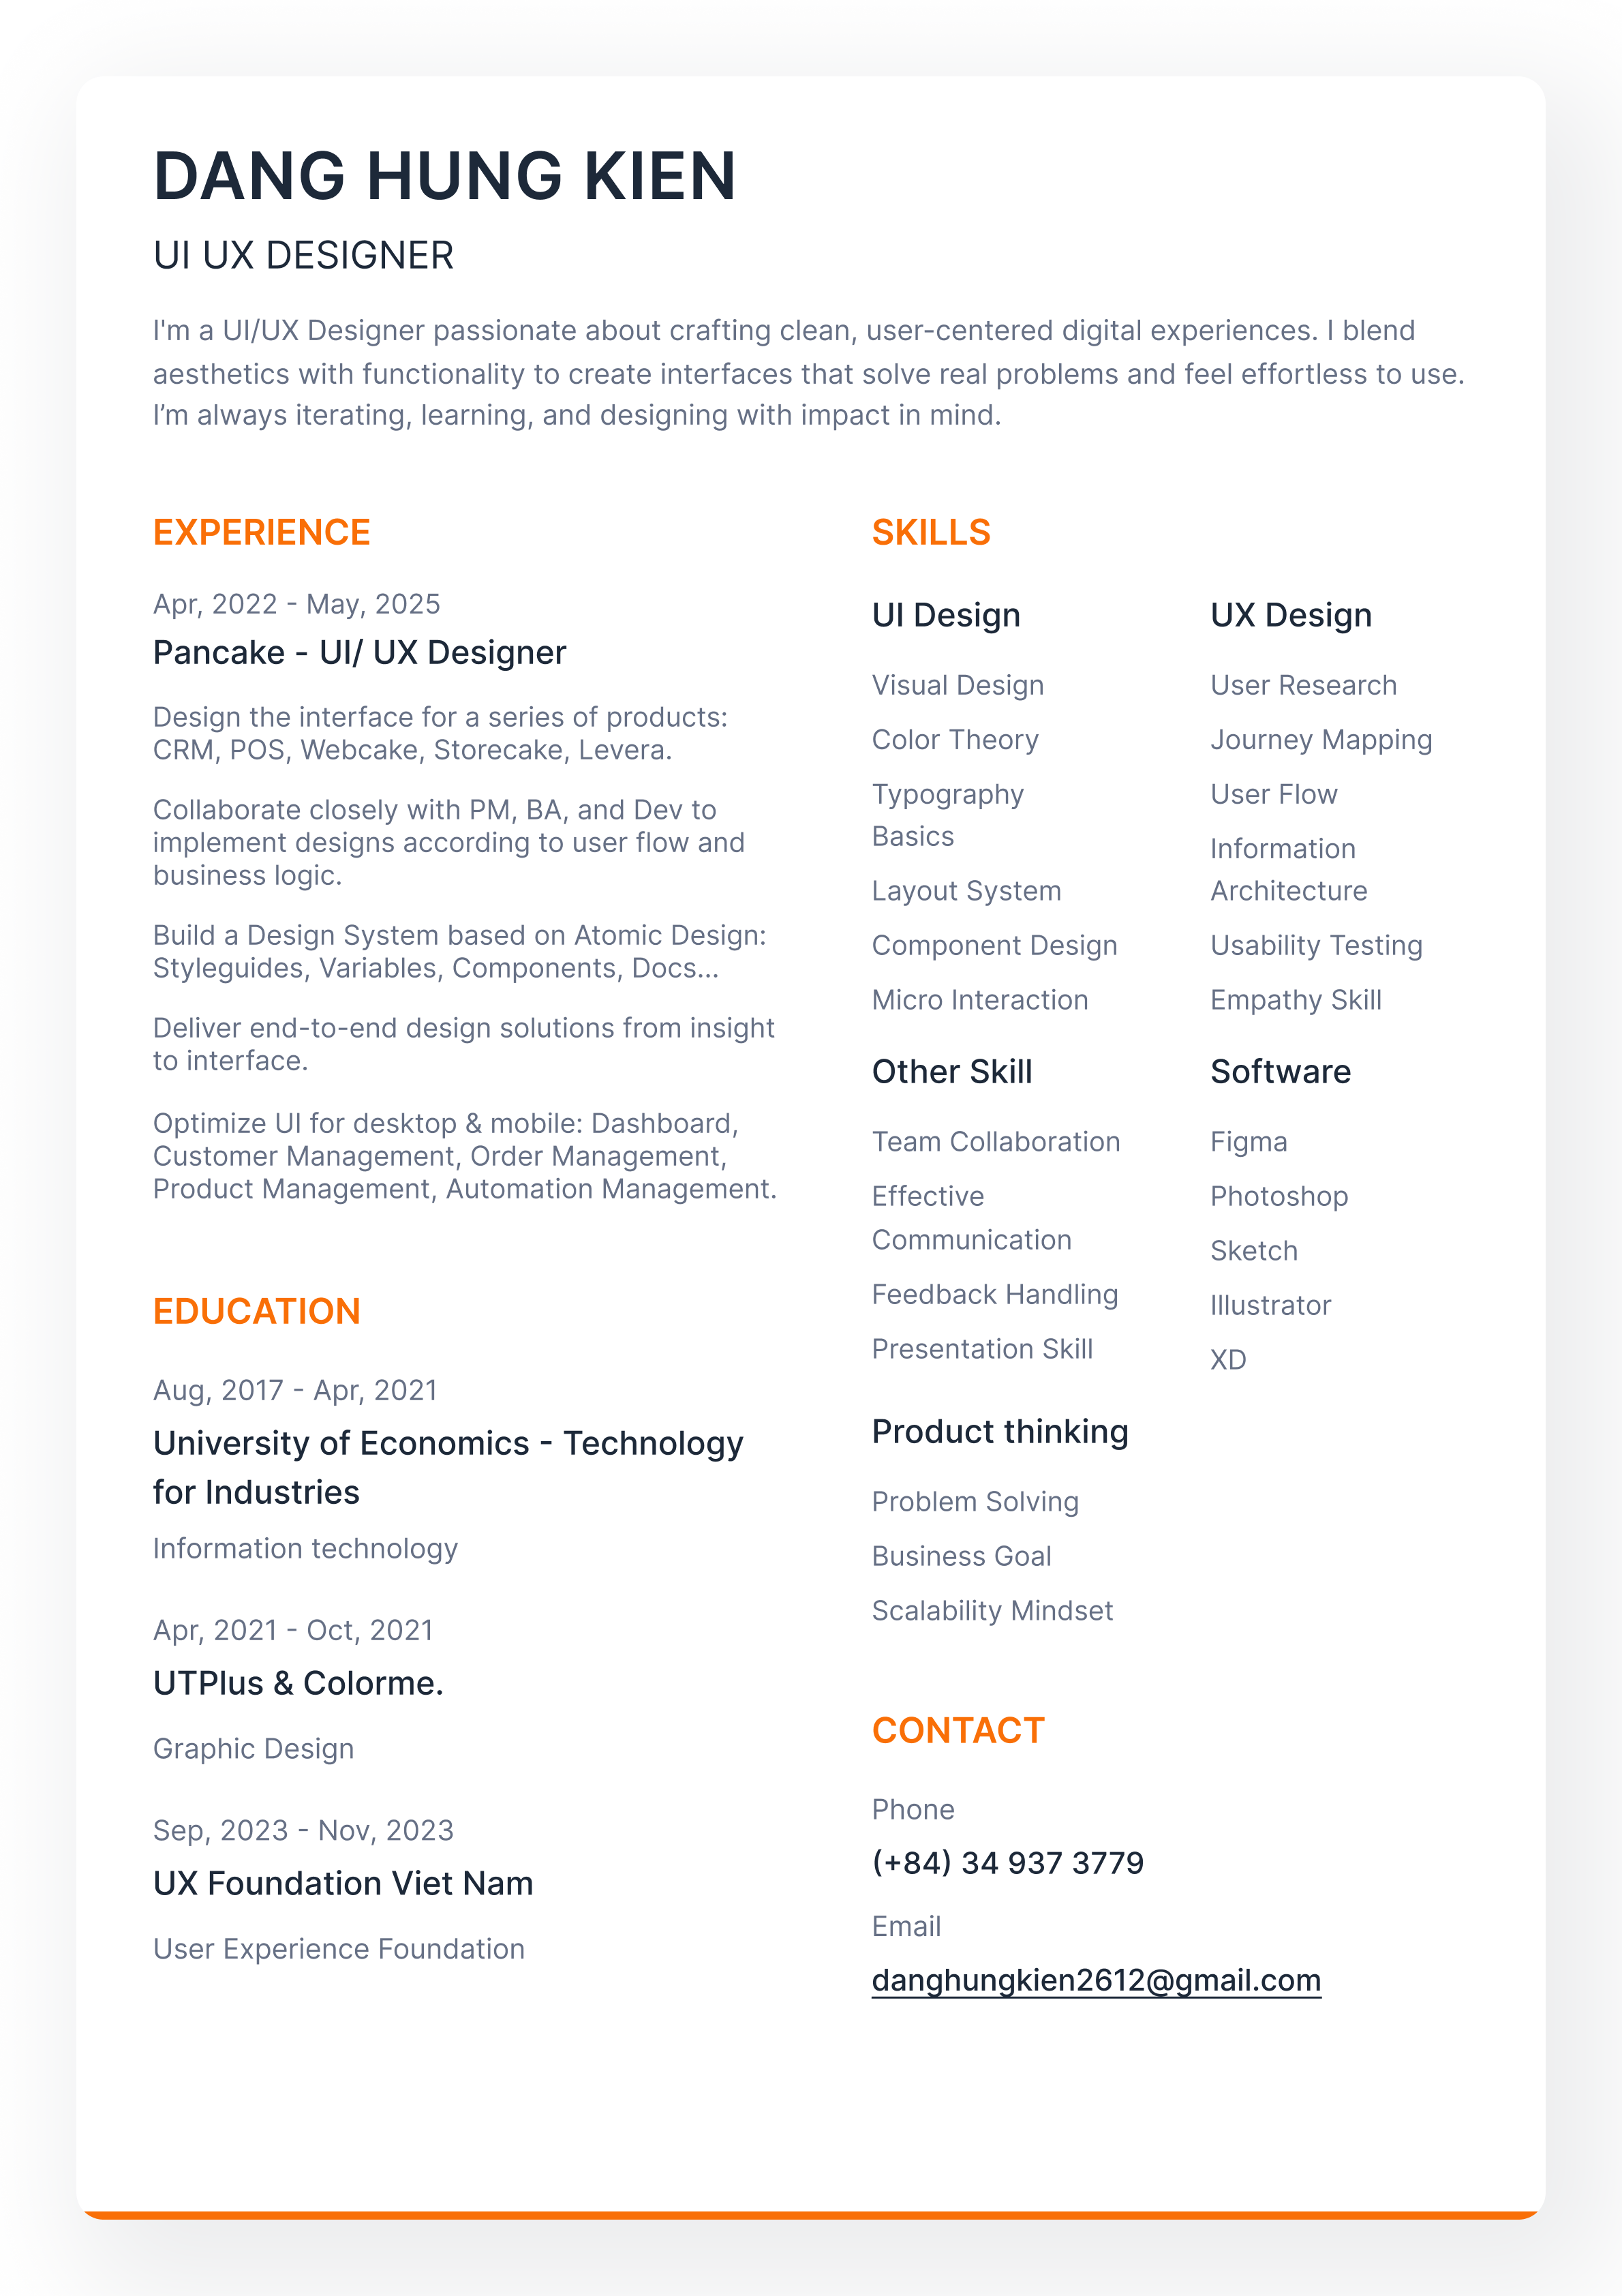 DANG HUNG KIEN
UI UX DESIGNER
I'm a UI/UX Designer passionate about crafting clean, user-centered digital experiences. I blend
aesthetics with functionality to create interfaces that solve real problems and feel effortless to use.
I’m always iterating, learning, and designing with impact in mind.
EXPERIENCE
Apr, 2022 - May, 2025
Pancake - UI/ UX Designer
Design the interface for a series of products:
CRM, POS, Webcake, Storecake, Levera.
Collaborate closely with PM, BA, and Dev to
implement designs according to user flow and
business logic.
Build a Design System based on Atomic Design:
Styleguides, Variables, Components, Docs...
Deliver end-to-end design solutions from insight
to interface.
Optimize UI for desktop & mobile: Dashboard,
Customer Management, Order Management,
Product Management, Automation Management.
EDUCATION
Aug, 2017 - Apr, 2021
University of Economics - Technology
for Industries
Information technology
Apr, 2021 - Oct, 2021
UTPlus & Colorme.
Graphic Design
Sep, 2023 - Nov, 2023
UX Foundation Viet Nam
User Experience Foundation
SKILLS
UI Design
Visual Design
Color Theory
Typography
Basics
Layout System
Component Design
Micro Interaction
UX Design
User Research
Journey Mapping
User Flow
Information
Architecture
Usability Testing
Empathy Skill
Other Skill
Team Collaboration
Effective
Communication
Feedback Handling
Presentation Skill
Software
Figma
Photoshop
Sketch
Illustrator
XD
Product thinking
Problem Solving
Business Goal
Scalability Mindset
CONTACT
Phone
(+84) 34 937 3779
Email
danghungkien2612@gmail.com